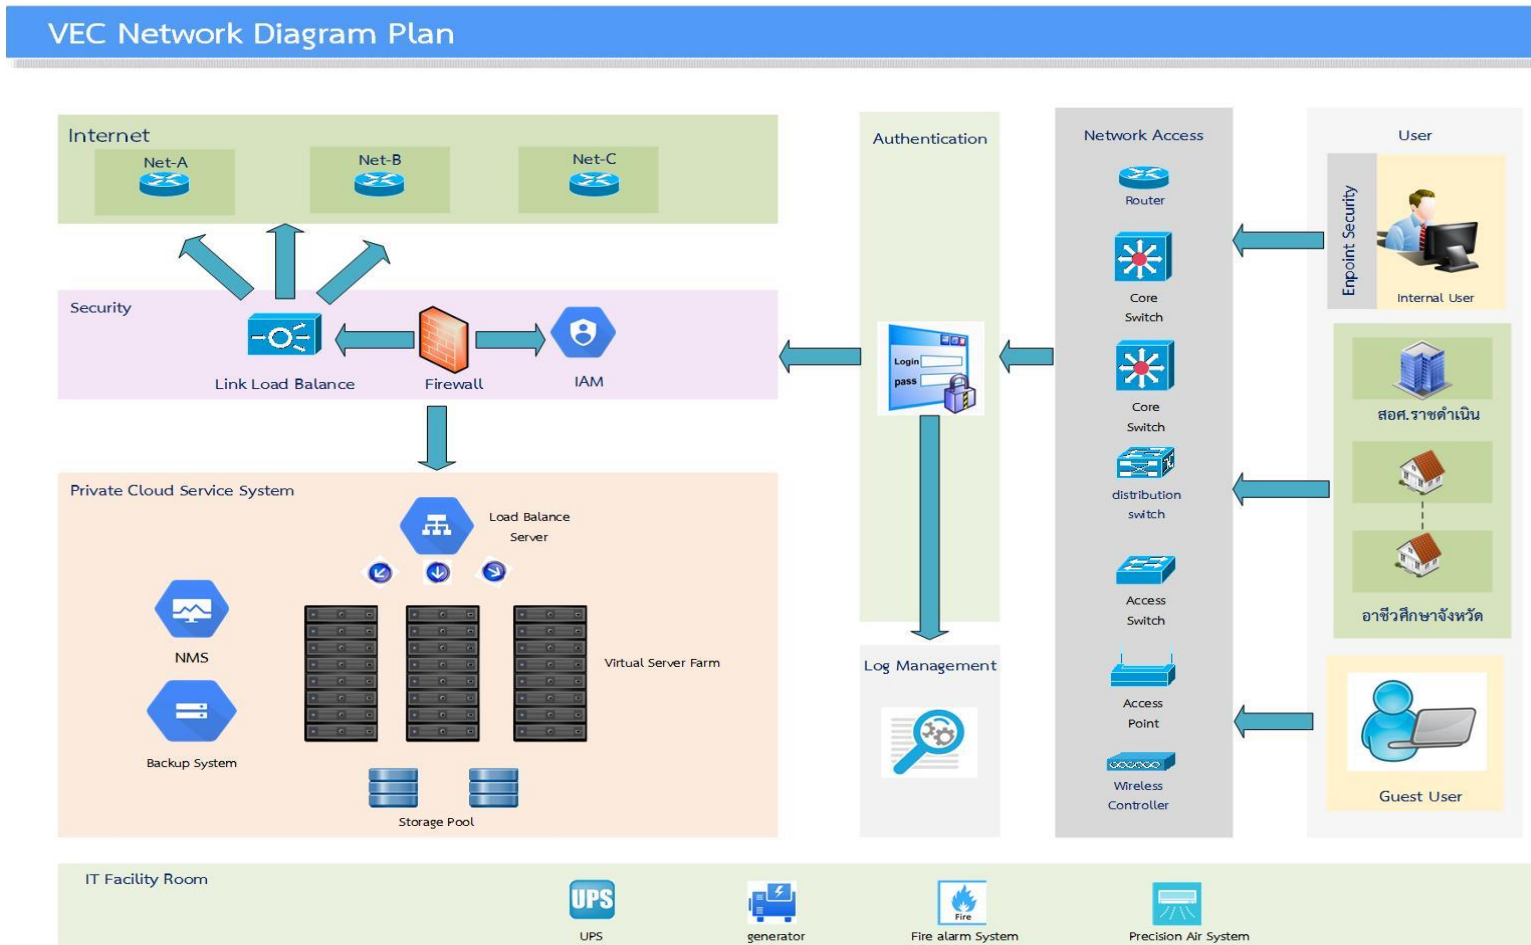 VEC Network Diagram Plan
Internet
Net-A
Net-B
Net-C
Security
Link Load Balance
Firewall
IAM
Private Cloud Service System
Load Balance
Server
NMS
Backup System
Virtual Server Farm
Storage Pool
Authentication
Login
pass
Log Management
Network Access
Router
Core
Switch
Core
Switch
distribution
switch
Access
Switch
Access
Point
Wireless
Controller
User
Enpoint Security
Internal User
สอศ.ราชดำเนิน
อาชีวศึกษาจังหวัด
Guest User
IT Facility Room
UPS
UPS
generator
Fire
Fire alarm System
Precision Air System